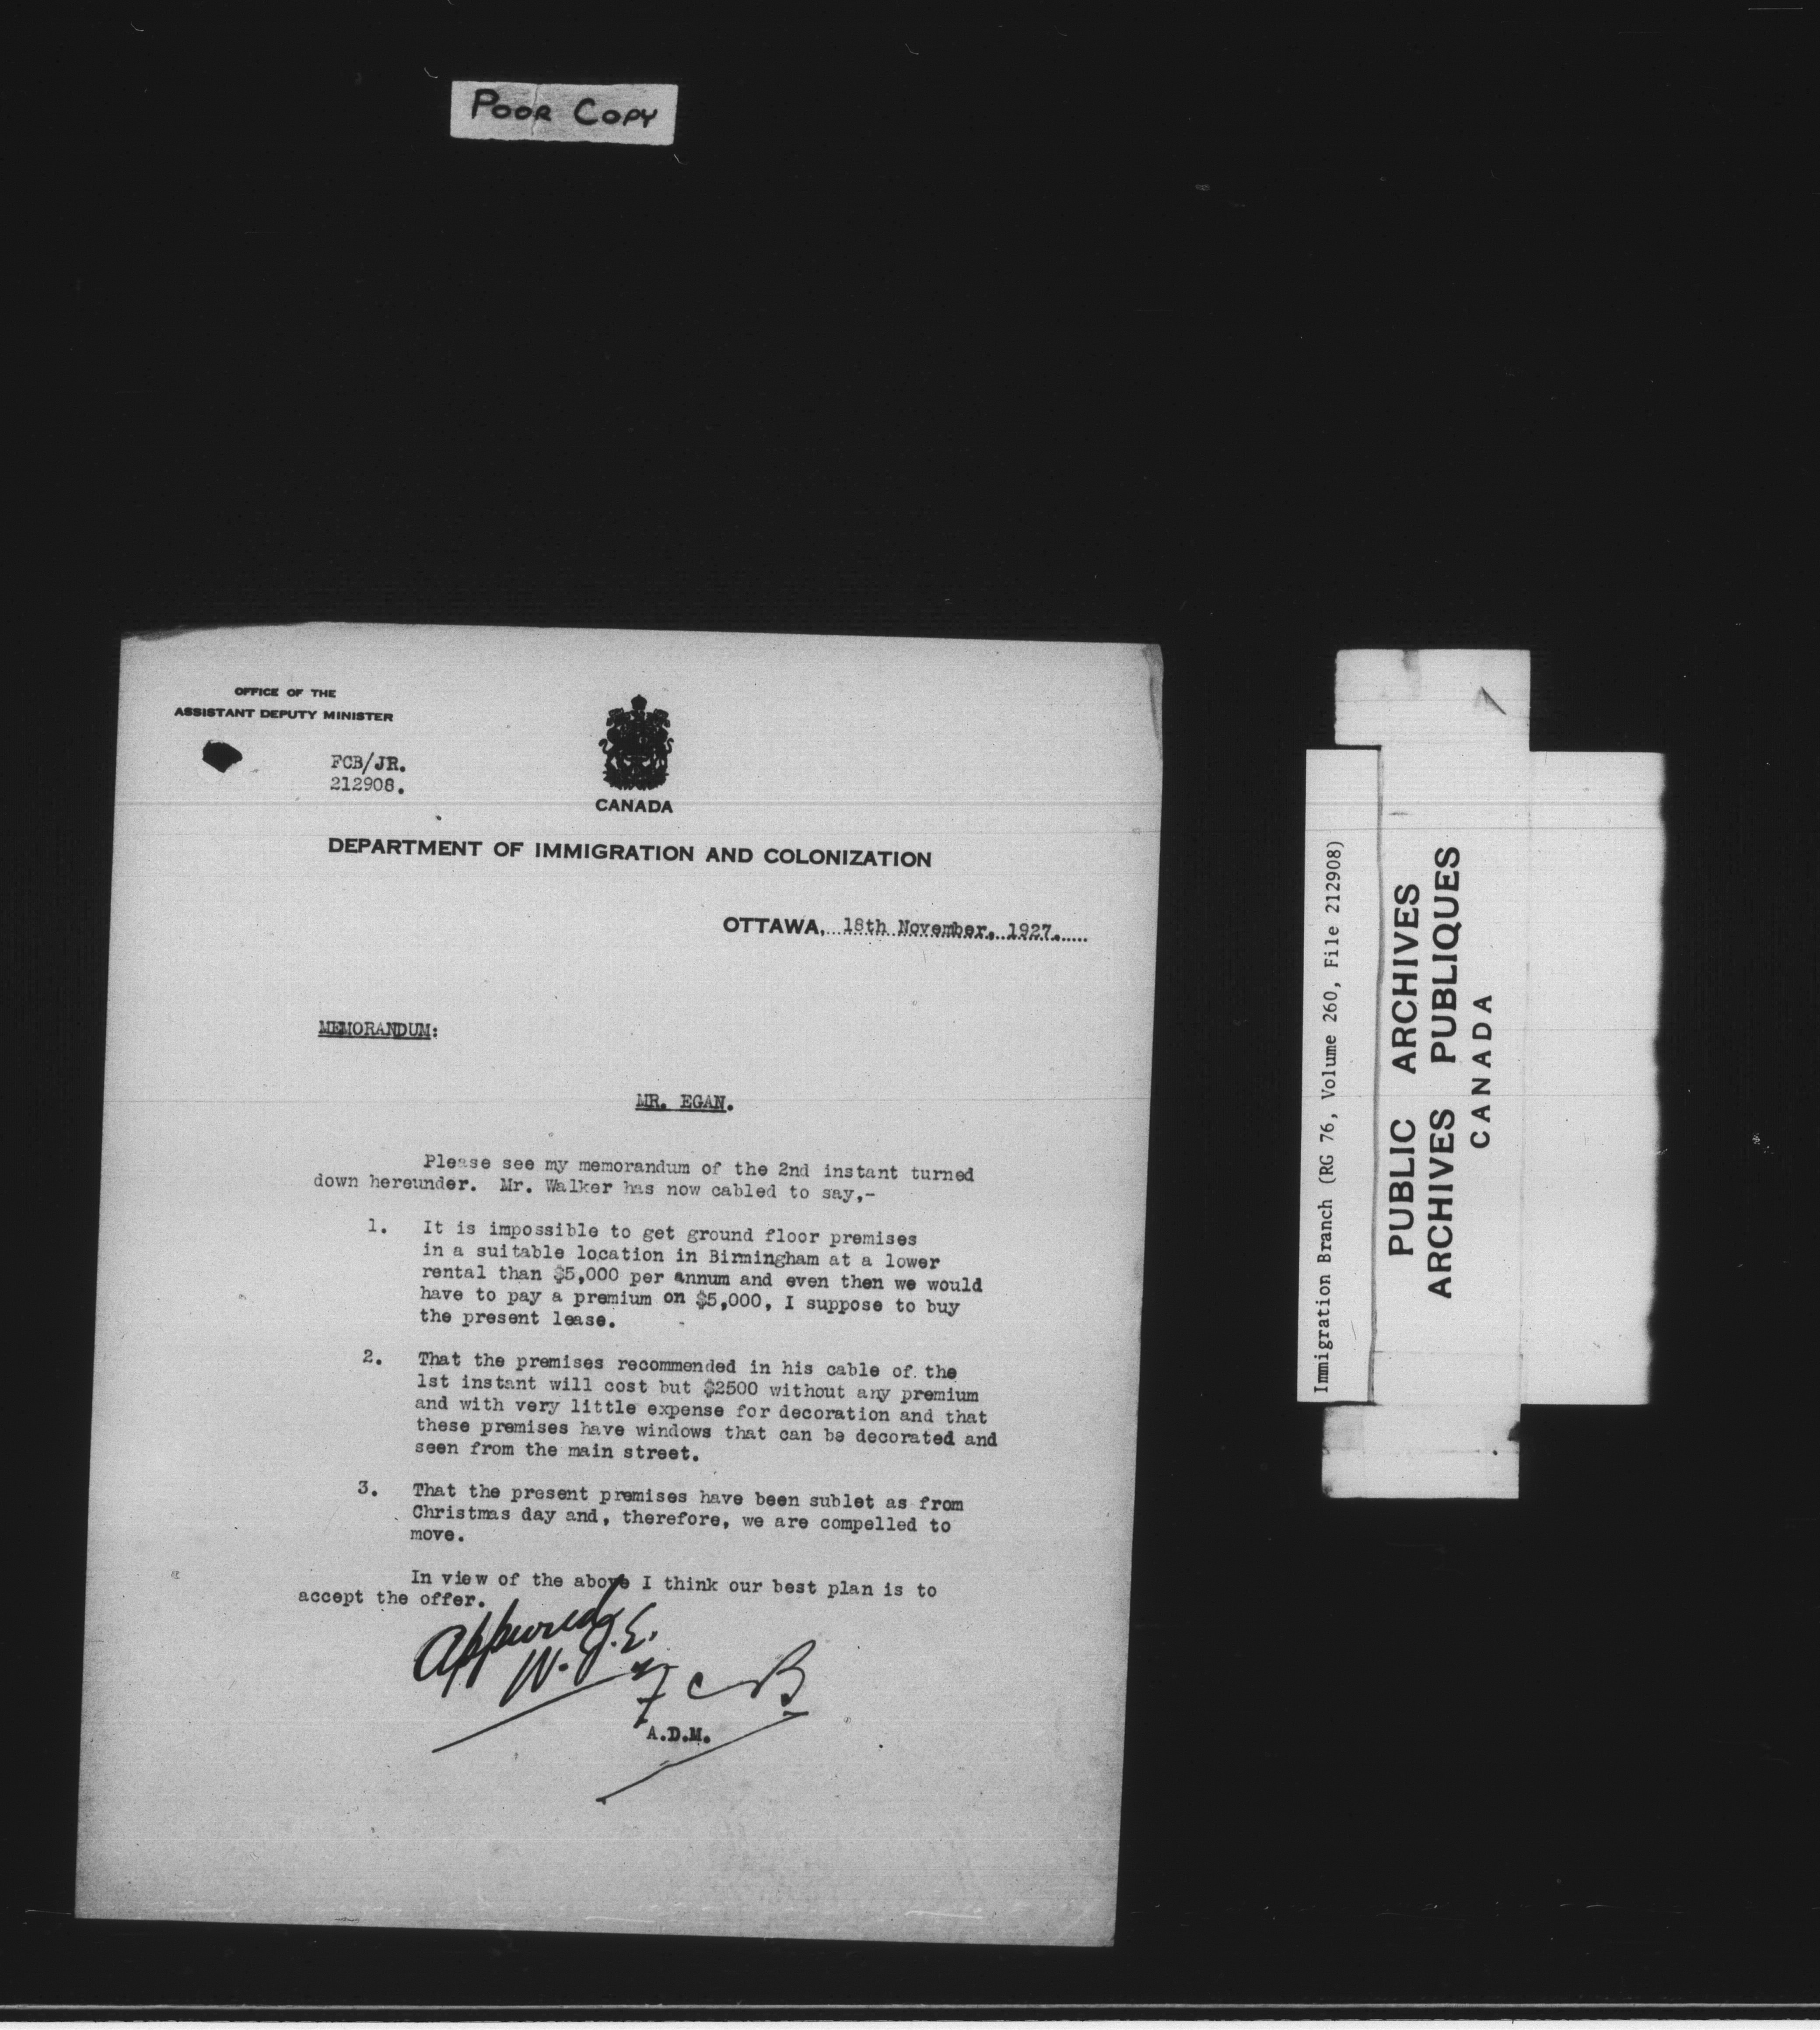 POOR COPY
OFFICE OF THE
ASSISTANT DEPUTY MINISTER
FCB/JR.
212908.
CANADA
DEPARTMENT OF IMMIGRATION AND COLONIZATION
OTTAWA, 18th November, 1927.
MEMORANDUM:
MR. EGAN.
Please see my memorandum of the 2nd instant turned
down hereunder. Mr. Walker has now cabled to say,-
1. It is impossible to get ground floor premises
in a suitable location in Birmingham at a lower
rental than $5,000 per annum and even then we would
have to pay a premium on $5,000, I suppose to buy
the present lease.
2. That the premises recommended in his cable of the
1st instant will cost but $2500 without any premium
and with very little expense for decoration and that
these premises have windows that can be decorated and
seen from the main street.
3. That the present premises have been sublet as from
Christmas day and, therefore, we are compelled to
move.
In view of the above I think our best plan is to
accept the offer.
Approved
W.J.E.
F C B
A.D.M.
Immigration Branch (RG 76, Volume 260, File 212908)
PUBLIC ARCHIVES
ARCHIVES PUBLIQUES
CANADA